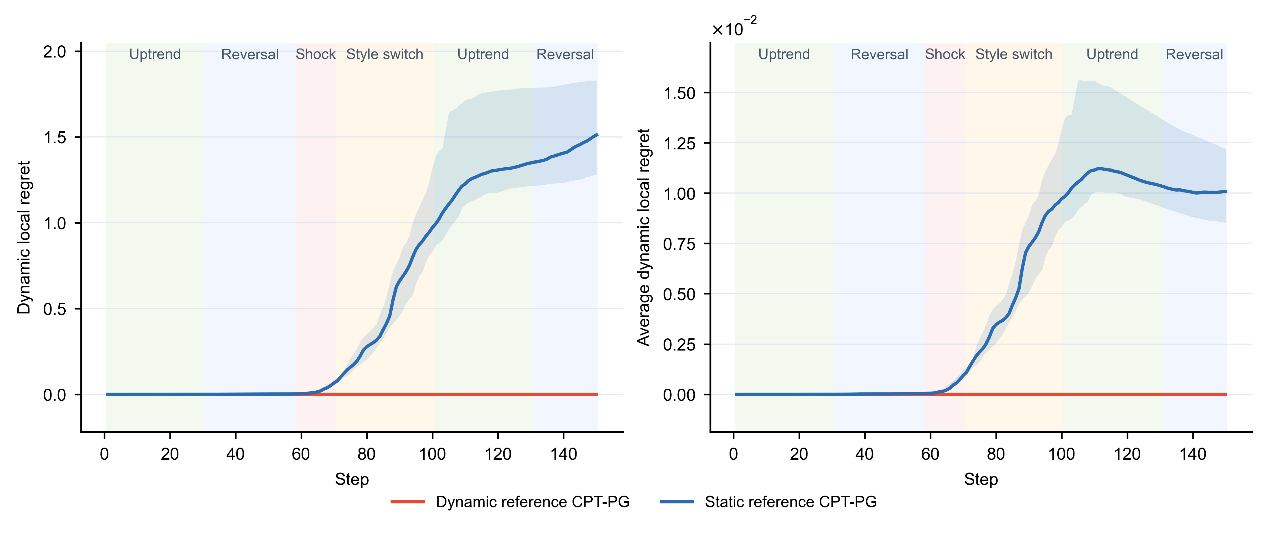 Uptrend Reversal Shock Style switch Uptrend Reversal
2.0
1.5
1.0
0.5
0.0
Dynamic local regret
0 20 40 60 80 100 120 140
Step
×10⁻²
Uptrend Reversal Shock Style switch Uptrend Reversal
1.50
1.25
1.00
0.75
0.50
0.25
0.00
Average dynamic local regret
0 20 40 60 80 100 120 140
Step
Dynamic reference CPT-PG Static reference CPT-PG